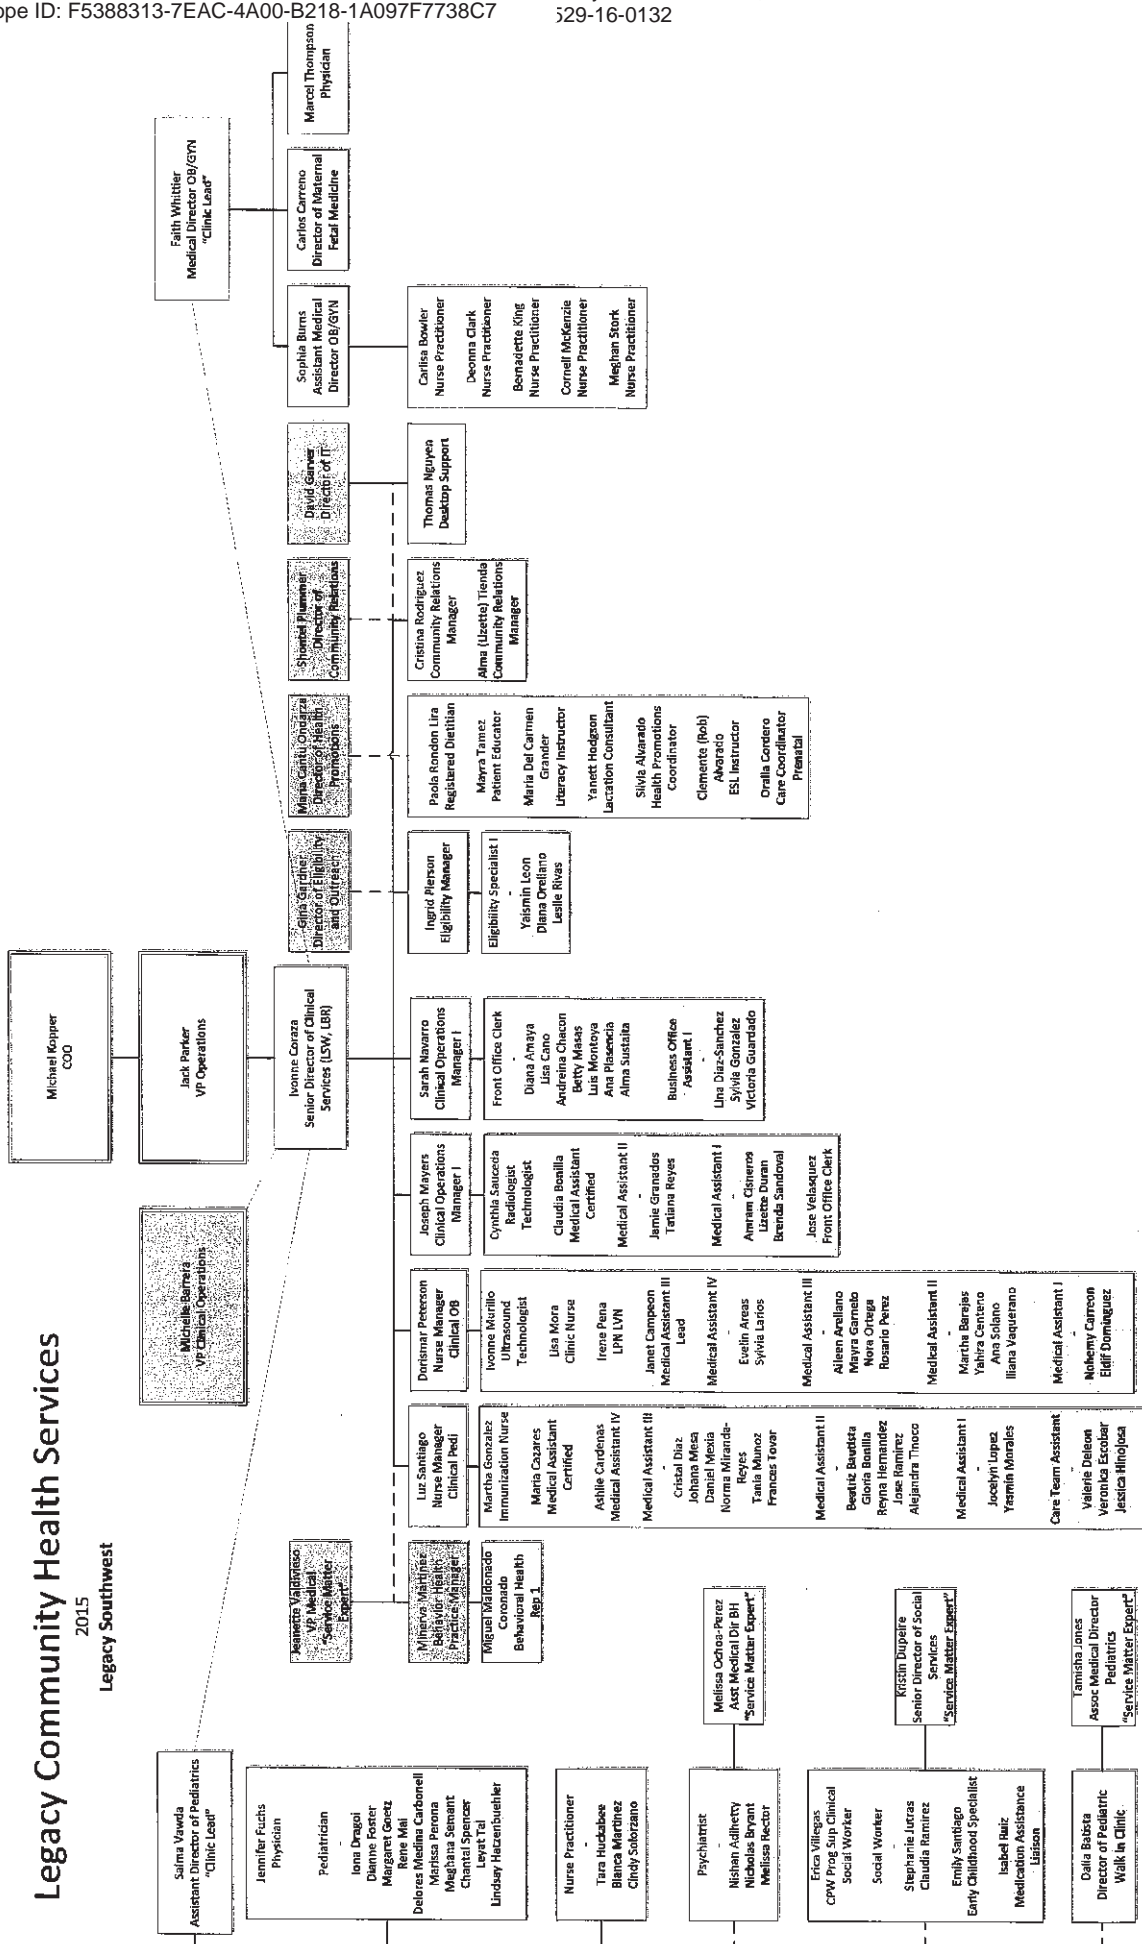 ope ID: F5388313-7EAC-4A00-B218-1A097F7738C7
529-16-0132
Legacy Community Health Services
2015
Legacy Southwest
Michael Kopper
COO
Jack Parker
VP Operations
Michelle Barrera
VP Clinical Operations
Ivonne Coraza
Senior Director of Clinical
Services (LSW, LBR)
Salma Vawda
Assistant Director of Pediatrics
"Clinic Lead"
Faith Whittier
Medical Director OB/GYN
"Clinic Lead"
Jeanette Valdivieso
VP Medical
"Service Matter
Expert"
Gina Gardner
Director of Eligibility
and Outreach
Maria Cantu Ondarza
Director of Health
Promotions
Shontel Plummer
Director of
Community Relations
David Garver
Director of IT
Sophia Burns
Assistant Medical
Director OB/GYN
Carlos Carreno
Director of Maternal
Fetal Medicine
Marcel Thompson
Physician
Minerva Martinez
Behavior Health
Practice Manager
Miguel Maldonado
Coronado
Behavioral Health
Rep 1
Luz Santiago
Nurse Manager
Clinical Pedi
Martha Gonzalez
Immunization Nurse
Maria Cazares
Medical Assistant
Certified
Ashlie Cardenas
Medical Assistant IV
Medical Assistant III
-
Cristal Diaz
Johana Mesa
Daniel Mexia
Norma Miranda-
Reyes
Tania Munoz
Frances Tovar
Medical Assistant II
-
Beatriz Bautista
Gloria Bonilla
Reyna Hernandez
Jose Ramirez
Alejandra Tinoco
Medical Assistant I
-
Jocelyn Lopez
Yasmin Morales
Care Team Assistant
-
Valerie Deleon
Veronica Escobar
Jessica Hinojosa
Dorismar Peterson
Nurse Manager
Clinical OB
Ivonne Morillo
Ultrasound
Technologist
Lisa Mora
Clinic Nurse
Irene Pena
LPN LVN
Janet Campeon
Medical Assistant III
Lead
Medical Assistant IV
-
Evelin Areas
Sylvia Larios
Medical Assistant III
-
Aileen Arellano
Mayra Garnelo
Nora Ortega
Rosario Perez
Medical Assistant II
-
Martha Barajas
Yahira Centeno
Ana Solano
Iliana Vaquerano
Medical Assistant I
-
Nohemy Carreon
Eldif Dominguez
Joseph Mayers
Clinical Operations
Manager I
Cynthia Sauceda
Radiologist
Technologist
Claudia Bonilla
Medical Assistant
Certified
Medical Assistant II
-
Jamie Granados
Tatiana Reyes
Medical Assistant I
-
Amram Cisneros
Lizette Duran
Brenda Sandoval
Jose Velasquez
Front Office Clerk
Sarah Navarro
Clinical Operations
Manager I
Front Office Clerk
-
Diana Amaya
Lisa Cano
Andreina Chacon
Betty Masas
Luis Montoya
Ana Plasencia
Alma Sustaita
Business Office
Assistant I
-
Lina Diaz-Sanchez
Sylvia Gonzalez
Victoria Guardado
Ingrid Pierson
Eligibility Manager
Eligibility Specialist I
-
Yaismin Leon
Diana Orellano
Leslie Rivas
Paola Rondon Lira
Registered Dietitian
Mayra Tamez
Patient Educator
Maria Del Carmen
Grander
Literacy Instructor
Yanett Hodgson
Lactation Consultant
Silvia Alvarado
Health Promotions
Coordinator
Clemente (Rob)
Alvarado
ESL Instructor
Oralia Cordero
Care Coordinator
Prenatal
Cristina Rodriguez
Community Relations
Manager
Alma (Lizette) Tienda
Community Relations
Manager
Thomas Nguyen
Desktop Support
Carlisa Bowler
Nurse Practitioner
Deonna Clark
Nurse Practitioner
Bernadette King
Nurse Practitioner
Cornell McKenzie
Nurse Practitioner
Meghan Stork
Nurse Practitioner
Jennifer Fuchs
Physician
Pediatrician
-
Iona Dragoi
Dianne Foster
Margaret Goetz
Rene Mai
Delores Medina Carbonell
Marissa Perona
Meghana Semant
Chantal Spencer
Leyat Tal
Lindsay Hatzenbuehler
Nurse Practitioner
-
Tara Huckabee
Blanca Martinez
Cindy Solorzano
Psychiatrist
-
Nishan Adihetty
Nicholas Bryant
Melissa Rector
Melissa Ochoa-Perez
Asst Medical Dir BH
"Service Matter Expert"
Erica Villegas
CPW Prog Sup Clinical
Social Worker
Social Worker
-
Stephanie Jutras
Claudia Ramirez
Emily Santiago
Early Childhood Specialist
Isabel Ruiz
Medication Assistance
Liaison
Kristin Dupeire
Senior Director of Social
Services
"Service Matter Expert"
Dalia Batista
Director of Pediatric
Walk in Clinic
Tamisha Jones
Assoc Medical Director
Pediatrics
"Service Matter Expert"